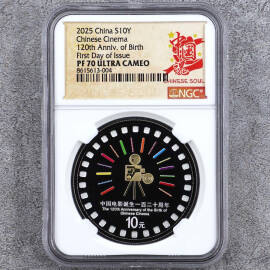 2025 China S10Y
Chinese Cinema
120th Anniv. of Birth
First Day of Issue
PF 70 ULTRA CAMEO
8615613-004
CHINESE SOUL
NGC
中国电影诞生一百二十周年
The 120th Anniversary of the Birth of
Chinese Cinema
10元